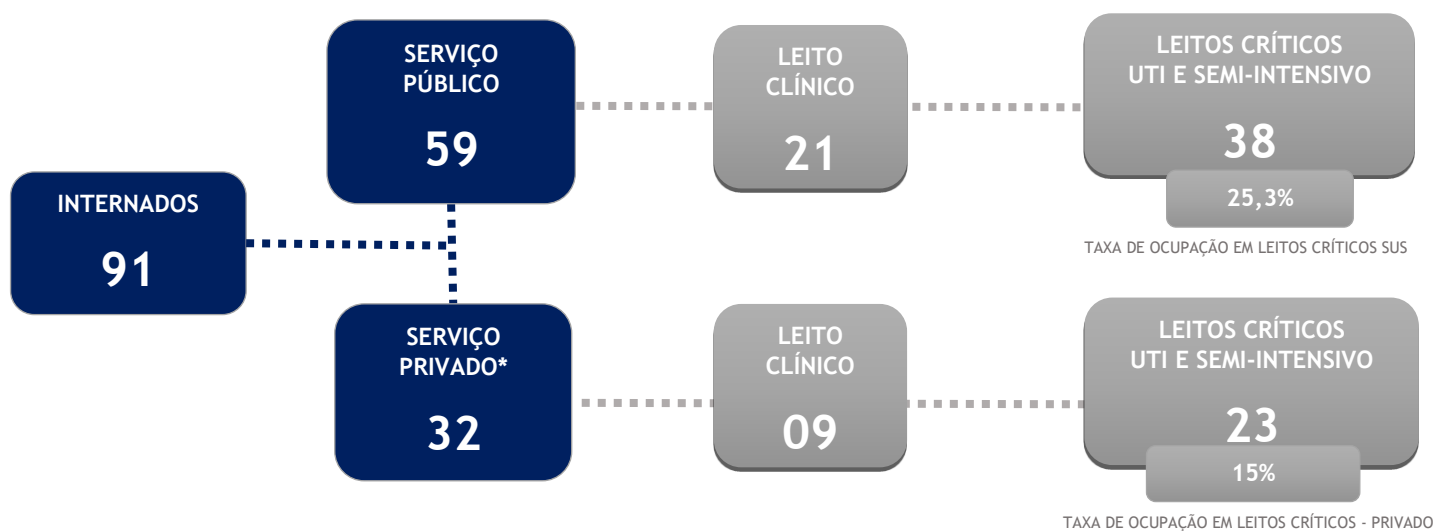 INTERNADOS
91
SERVIÇO
PÚBLICO
59
LEITO
CLÍNICO
21
LEITOS CRÍTICOS
UTI E SEMI-INTENSIVO
38
25,3%
TAXA DE OCUPAÇÃO EM LEITOS CRÍTICOS SUS
SERVIÇO
PRIVADO*
32
LEITO
CLÍNICO
09
LEITOS CRÍTICOS
UTI E SEMI-INTENSIVO
23
15%
TAXA DE OCUPAÇÃO EM LEITOS CRÍTICOS - PRIVADO